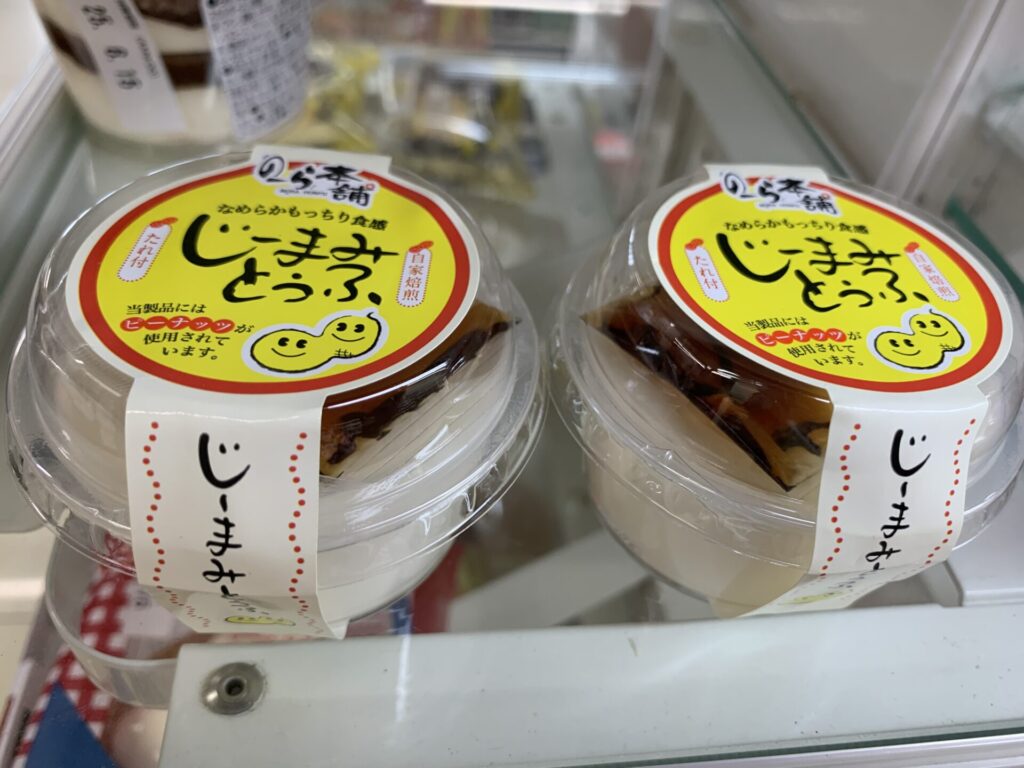 25. 6. 18
のら本舗
なめらかもっちり食感
じーまみ
とうふ
たれ付
自家焙煎
当製品には
ピーナッツが
使用されて
います。
じーまみ
のら本舗
なめらかもっちり食感
じーまみ
とうふ
たれ付
自家焙煎
当製品には
ピーナッツが
使用されて
います。
じーまみ